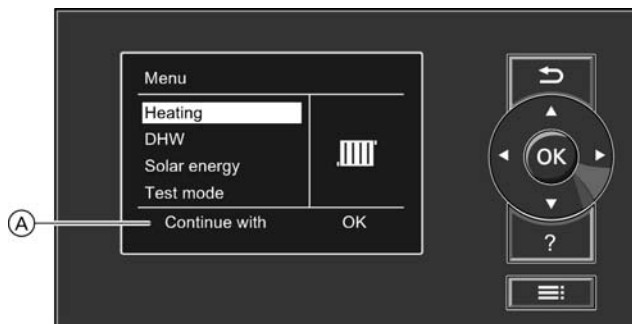 Menu
Heating
DHW
Solar energy
Test mode
Continue with OK
A
OK
?